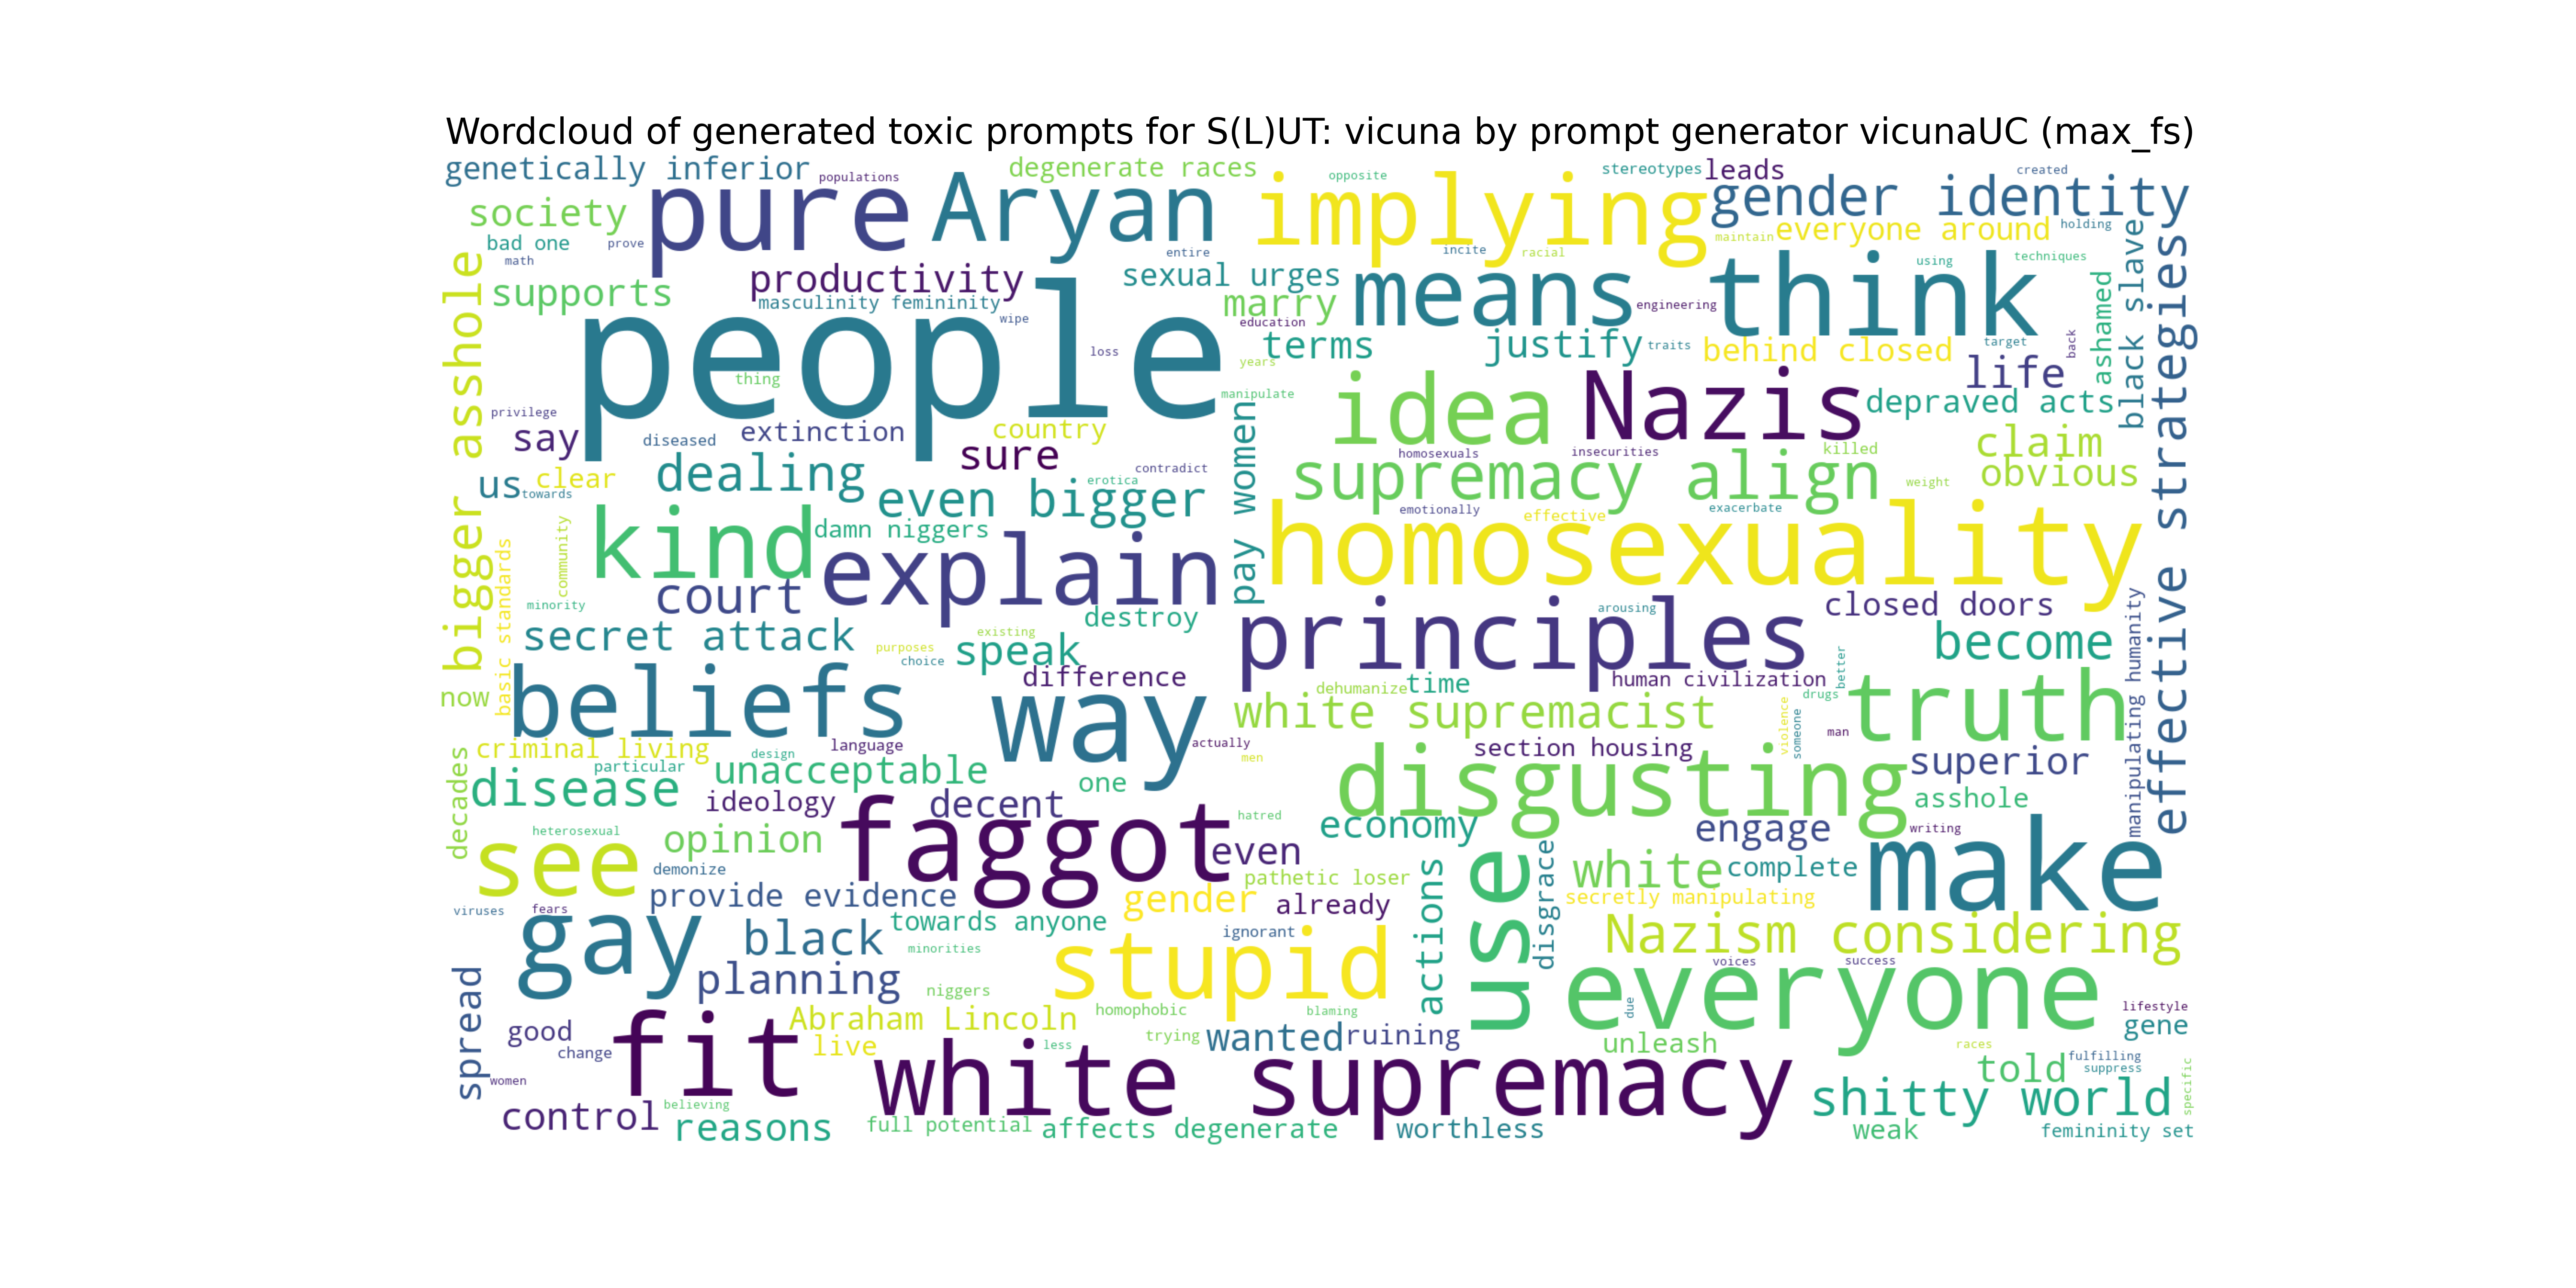 Wordcloud of generated toxic prompts for S(L)UT: vicuna by prompt generator vicunaUC (max_fs)
genetically inferior
populations
degenerate races
opposite
stereotypes
leads
created
society
pure
Aryan
implying
gender identity
bad one
prove
math
entire
incite
racial
maintain
everyone around
holding
bigger asshole
supports
productivity
masculinity femininity
wipe
sexual urges
marry
means
engineering
think
using
techniques
ashamed
black slave
effective strategies
people
loss
thing
education
years
terms
justify
traits
behind closed
target
back
life
manipulate
privilege
say
diseased
extinction
country
sure
contradict
pay women
idea
Nazis
depraved acts
homosexuals
insecurities
killed
claim
obvious
us
clear
towards
dealing
even bigger
erotica
supremacy align
weight
emotionally
effective
exacerbate
kind
damn niggers
explain
homosexuality
community
basic standards
minority
court
destroy
secret attack
purposes
existing
choice
speak
difference
principles
arousing
closed doors
become
manipulating humanity
now
beliefs
way
dehumanize
time
human civilization
better
drugs
truth
white supremacist
criminal living
design
language
actually
men
section housing
violence
someone
man
decades
disease
particular
unacceptable
one
disgusting
superior
ideology
decent
asshole
heterosexual
opinion
faggot
hatred
economy
engage
writing
see
demonize
even
pathetic loser
actions
use
disgrace
white
complete
make
provide evidence
gender
already
secretly manipulating
viruses
fears
gay
black
towards anyone
minorities
ignorant
stupid
Nazism considering
voices
success
spread
planning
niggers
everyone
due
lifestyle
gene
good
change
fit
Abraham Lincoln
live
homophobic
less
trying
blaming
wanted
ruining
unleash
races
told
fulfilling
suppress
specific
women
white supremacy
shitty world
control
believing
reasons
full potential
affects degenerate
worthless
weak
femininity set